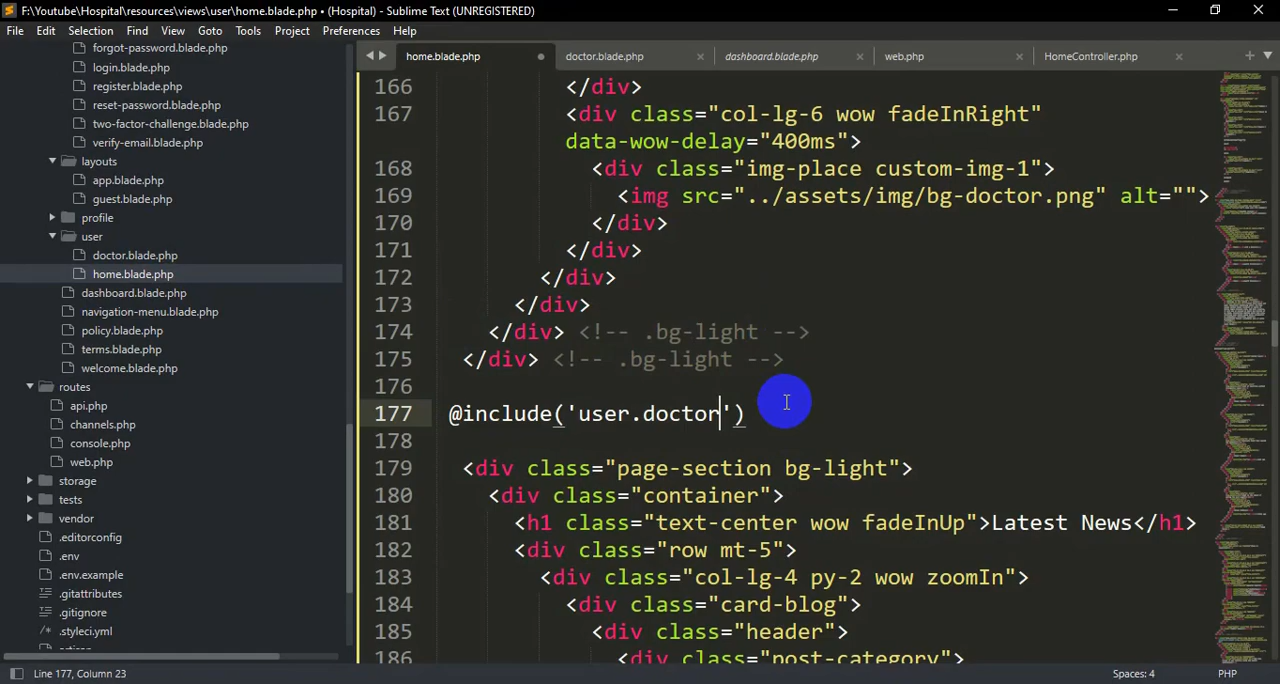 F:\Youtube\Hospital\resources\views\user\home.blade.php • (Hospital) - Sublime Text (UNREGISTERED)
File Edit Selection Find View Goto Tools Project Preferences Help
forgot-password.blade.php
login.blade.php
register.blade.php
reset-password.blade.php
two-factor-challenge.blade.php
verify-email.blade.php
layouts
app.blade.php
guest.blade.php
profile
user
doctor.blade.php
home.blade.php
dashboard.blade.php
navigation-menu.blade.php
policy.blade.php
terms.blade.php
welcome.blade.php
routes
api.php
channels.php
console.php
web.php
storage
tests
vendor
.editorconfig
.env
.env.example
.gitattributes
.gitignore
.styleci.yml
home.blade.php doctor.blade.php dashboard.blade.php web.php HomeController.php
166 </div>
167 <div class="col-lg-6 wow fadeInRight"
data-wow-delay="400ms">
168 <div class="img-place custom-img-1">
169 <img src="../assets/img/bg-doctor.png" alt="">
170 </div>
171 </div>
172 </div>
173 </div>
174 </div> <!-- .bg-light -->
175 </div> <!-- .bg-light -->
176
177 @include('user.doctor')
178
179 <div class="page-section bg-light">
180 <div class="container">
181 <h1 class="text-center wow fadeInUp">Latest News</h1>
182 <div class="row mt-5">
183 <div class="col-lg-4 py-2 wow zoomIn">
184 <div class="card-blog">
185 <div class="header">
186 <div class="post-category">
Line 177, Column 23 Spaces: 4 PHP